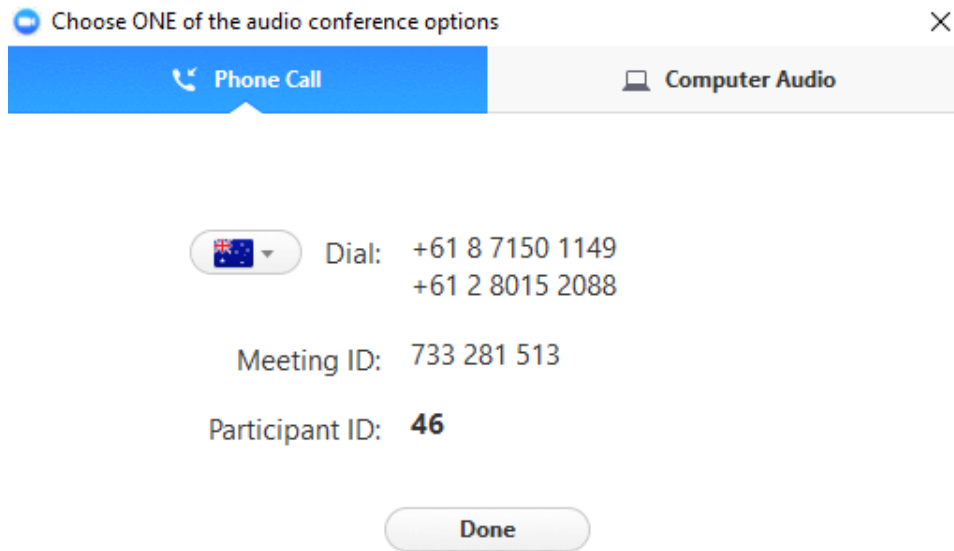 Choose ONE of the audio conference options
Phone Call
Computer Audio
Dial: +61 8 7150 1149
+61 2 8015 2088
Meeting ID: 733 281 513
Participant ID: 46
Done